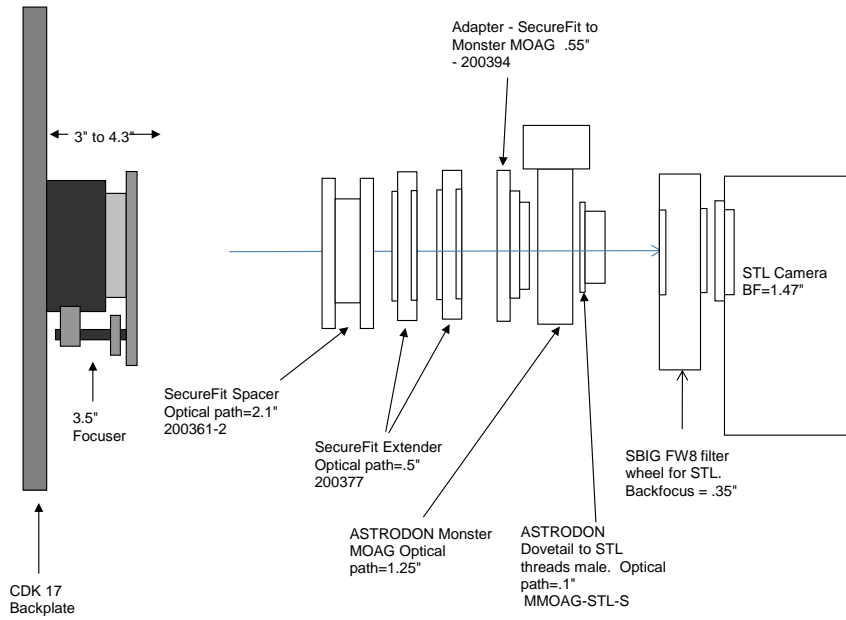 Adapter - SecureFit to
Monster MOAG  .55"
- 200394
3" to 4.3"
STL Camera
BF=1.47"
SecureFit Spacer
Optical path=2.1"
200361-2
3.5"
Focuser
SecureFit Extender
Optical path=.5"
200377
SBIG FW8 filter
wheel for STL.
Backfocus = .35"
ASTRODON Monster
MOAG Optical
path=1.25"
ASTRODON
Dovetail to STL
threads male.  Optical
path=.1"
MMOAG-STL-S
CDK 17
Backplate